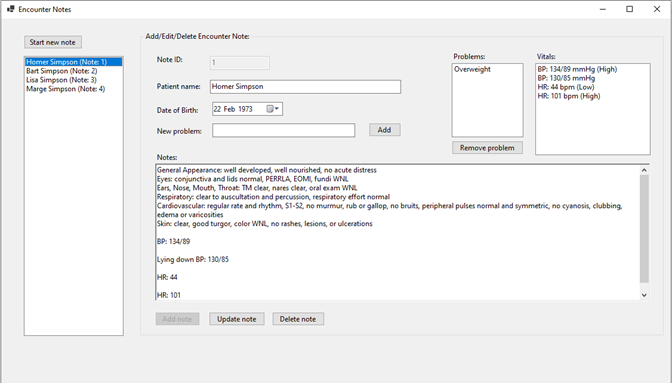 Encounter Notes
Start new note
Homer Simpson (Note: 1)
Bart Simpson (Note: 2)
Lisa Simpson (Note: 3)
Marge Simpson (Note: 4)
Add/Edit/Delete Encounter Note:
Note ID:
1
Patient name:
Homer Simpson
Date of Birth:
22 Feb 1973
New problem:
Add
Problems:
Overweight
Remove problem
Vitals:
BP: 134/89 mmHg (High)
BP: 130/85 mmHg
HR: 44 bpm (Low)
HR: 101 bpm (High)
Notes:
General Appearance: well developed, well nourished, no acute distress
Eyes: conjunctiva and lids normal, PERRLA, EOMI, fundi WNL
Ears, Nose, Mouth, Throat: TM clear, nares clear, oral exam WNL
Respiratory: clear to auscultation and percussion, respiratory effort normal
Cardiovascular: regular rate and rhythm, S1-S2, no murmur, rub or gallop, no bruits, peripheral pulses normal and symmetric, no cyanosis, clubbing,
edema or varicosities
Skin: clear, good turgor, color WNL, no rashes, lesions, or ulcerations
BP: 134/89
Lying down BP: 130/85
HR: 44
HR: 101
Add note
Update note
Delete note